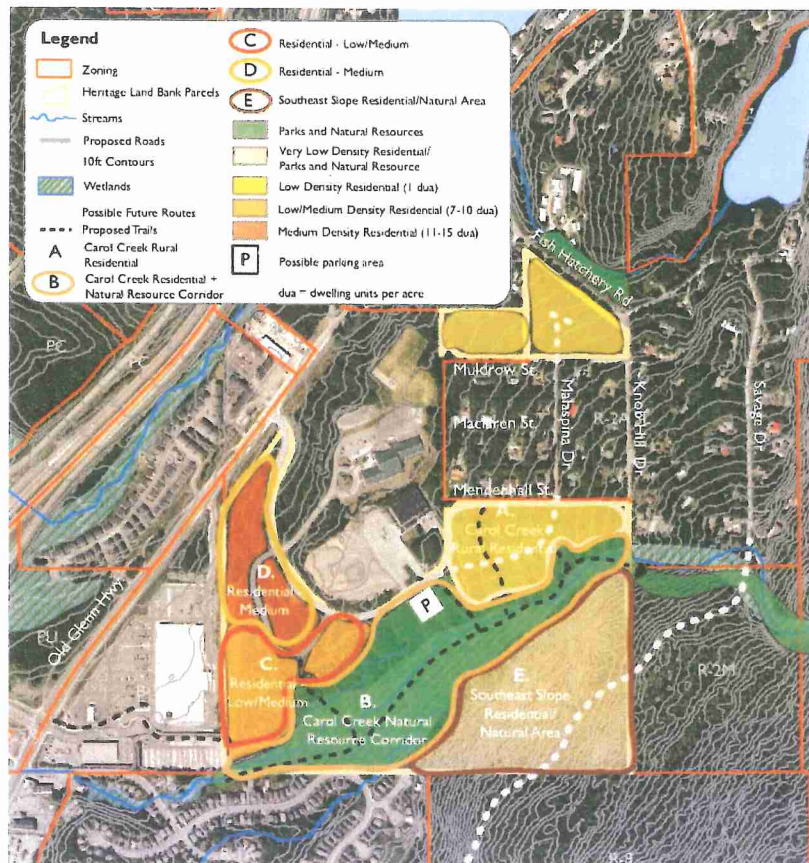 Legend
Zoning
Heritage Land Bank Parcels
Streams
Proposed Roads
10ft Contours
Wetlands
Possible Future Routes
Proposed Trails
A Carol Creek Rural
Residential
B Carol Creek Residential +
Natural Resource Corridor
C Residential - Low/Medium
D Residential - Medium
E Southeast Slope Residential/Natural Area
Parks and Natural Resources
Very Low Density Residential/
Parks and Natural Resource
Low Density Residential (1 dua)
Low/Medium Density Residential (7-10 dua)
Medium Density Residential (11-15 dua)
P Possible parking area
dua = dwelling units per acre
Fish Hatchery Rd
PC
Muldrow St.
Maclaren St.
R-2A
Malaspina Dr
Knob Hill Dr
Savage Dr
Mendenhall St.
A.
Carol Creek
Rural Residential
P
D.
Residential -
Medium
Old Glenn Hwy
PLI
C.
Residential -
Low/Medium
B.
Carol Creek Natural
Resource Corridor
E.
Southeast Slope
Residential/
Natural Area
R-2M